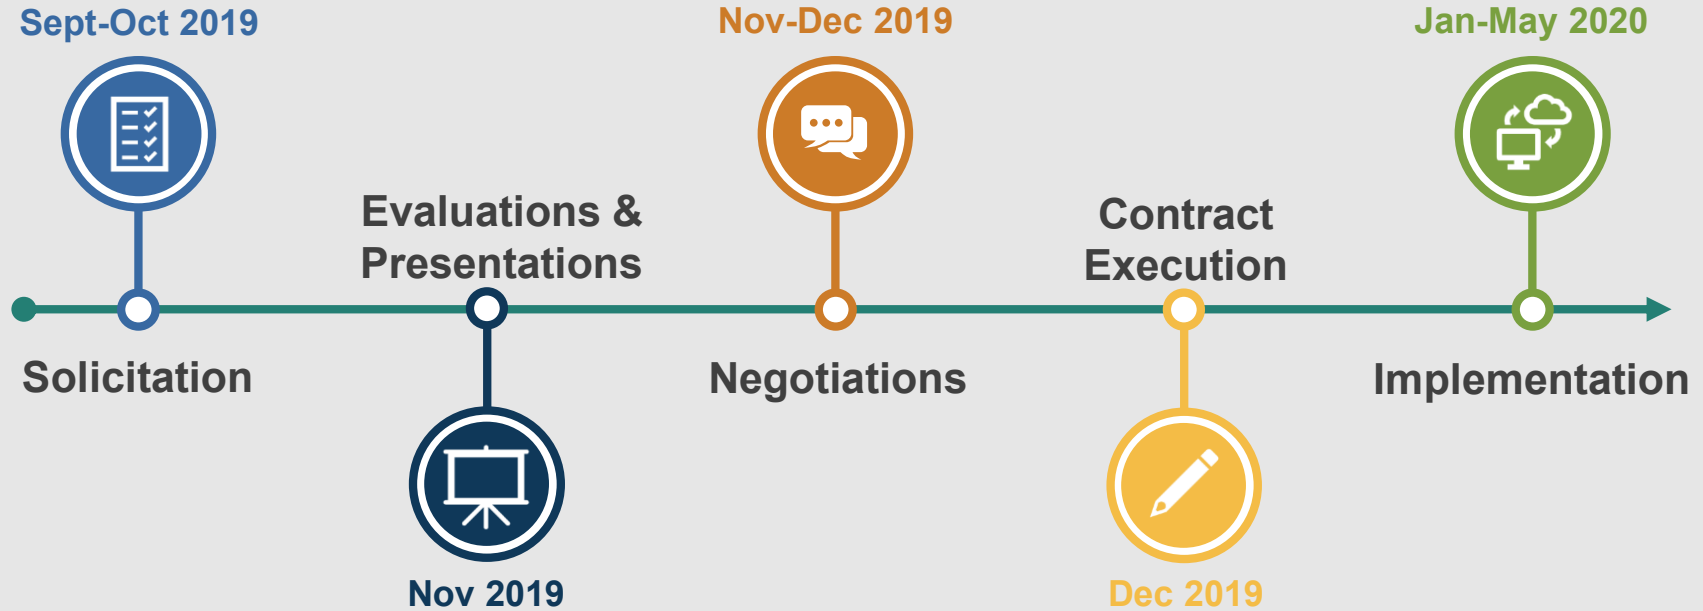 Sept-Oct 2019
Nov-Dec 2019
Jan-May 2020
Evaluations &
Presentations
Contract
Execution
Solicitation
Negotiations
Implementation
Nov 2019
Dec 2019